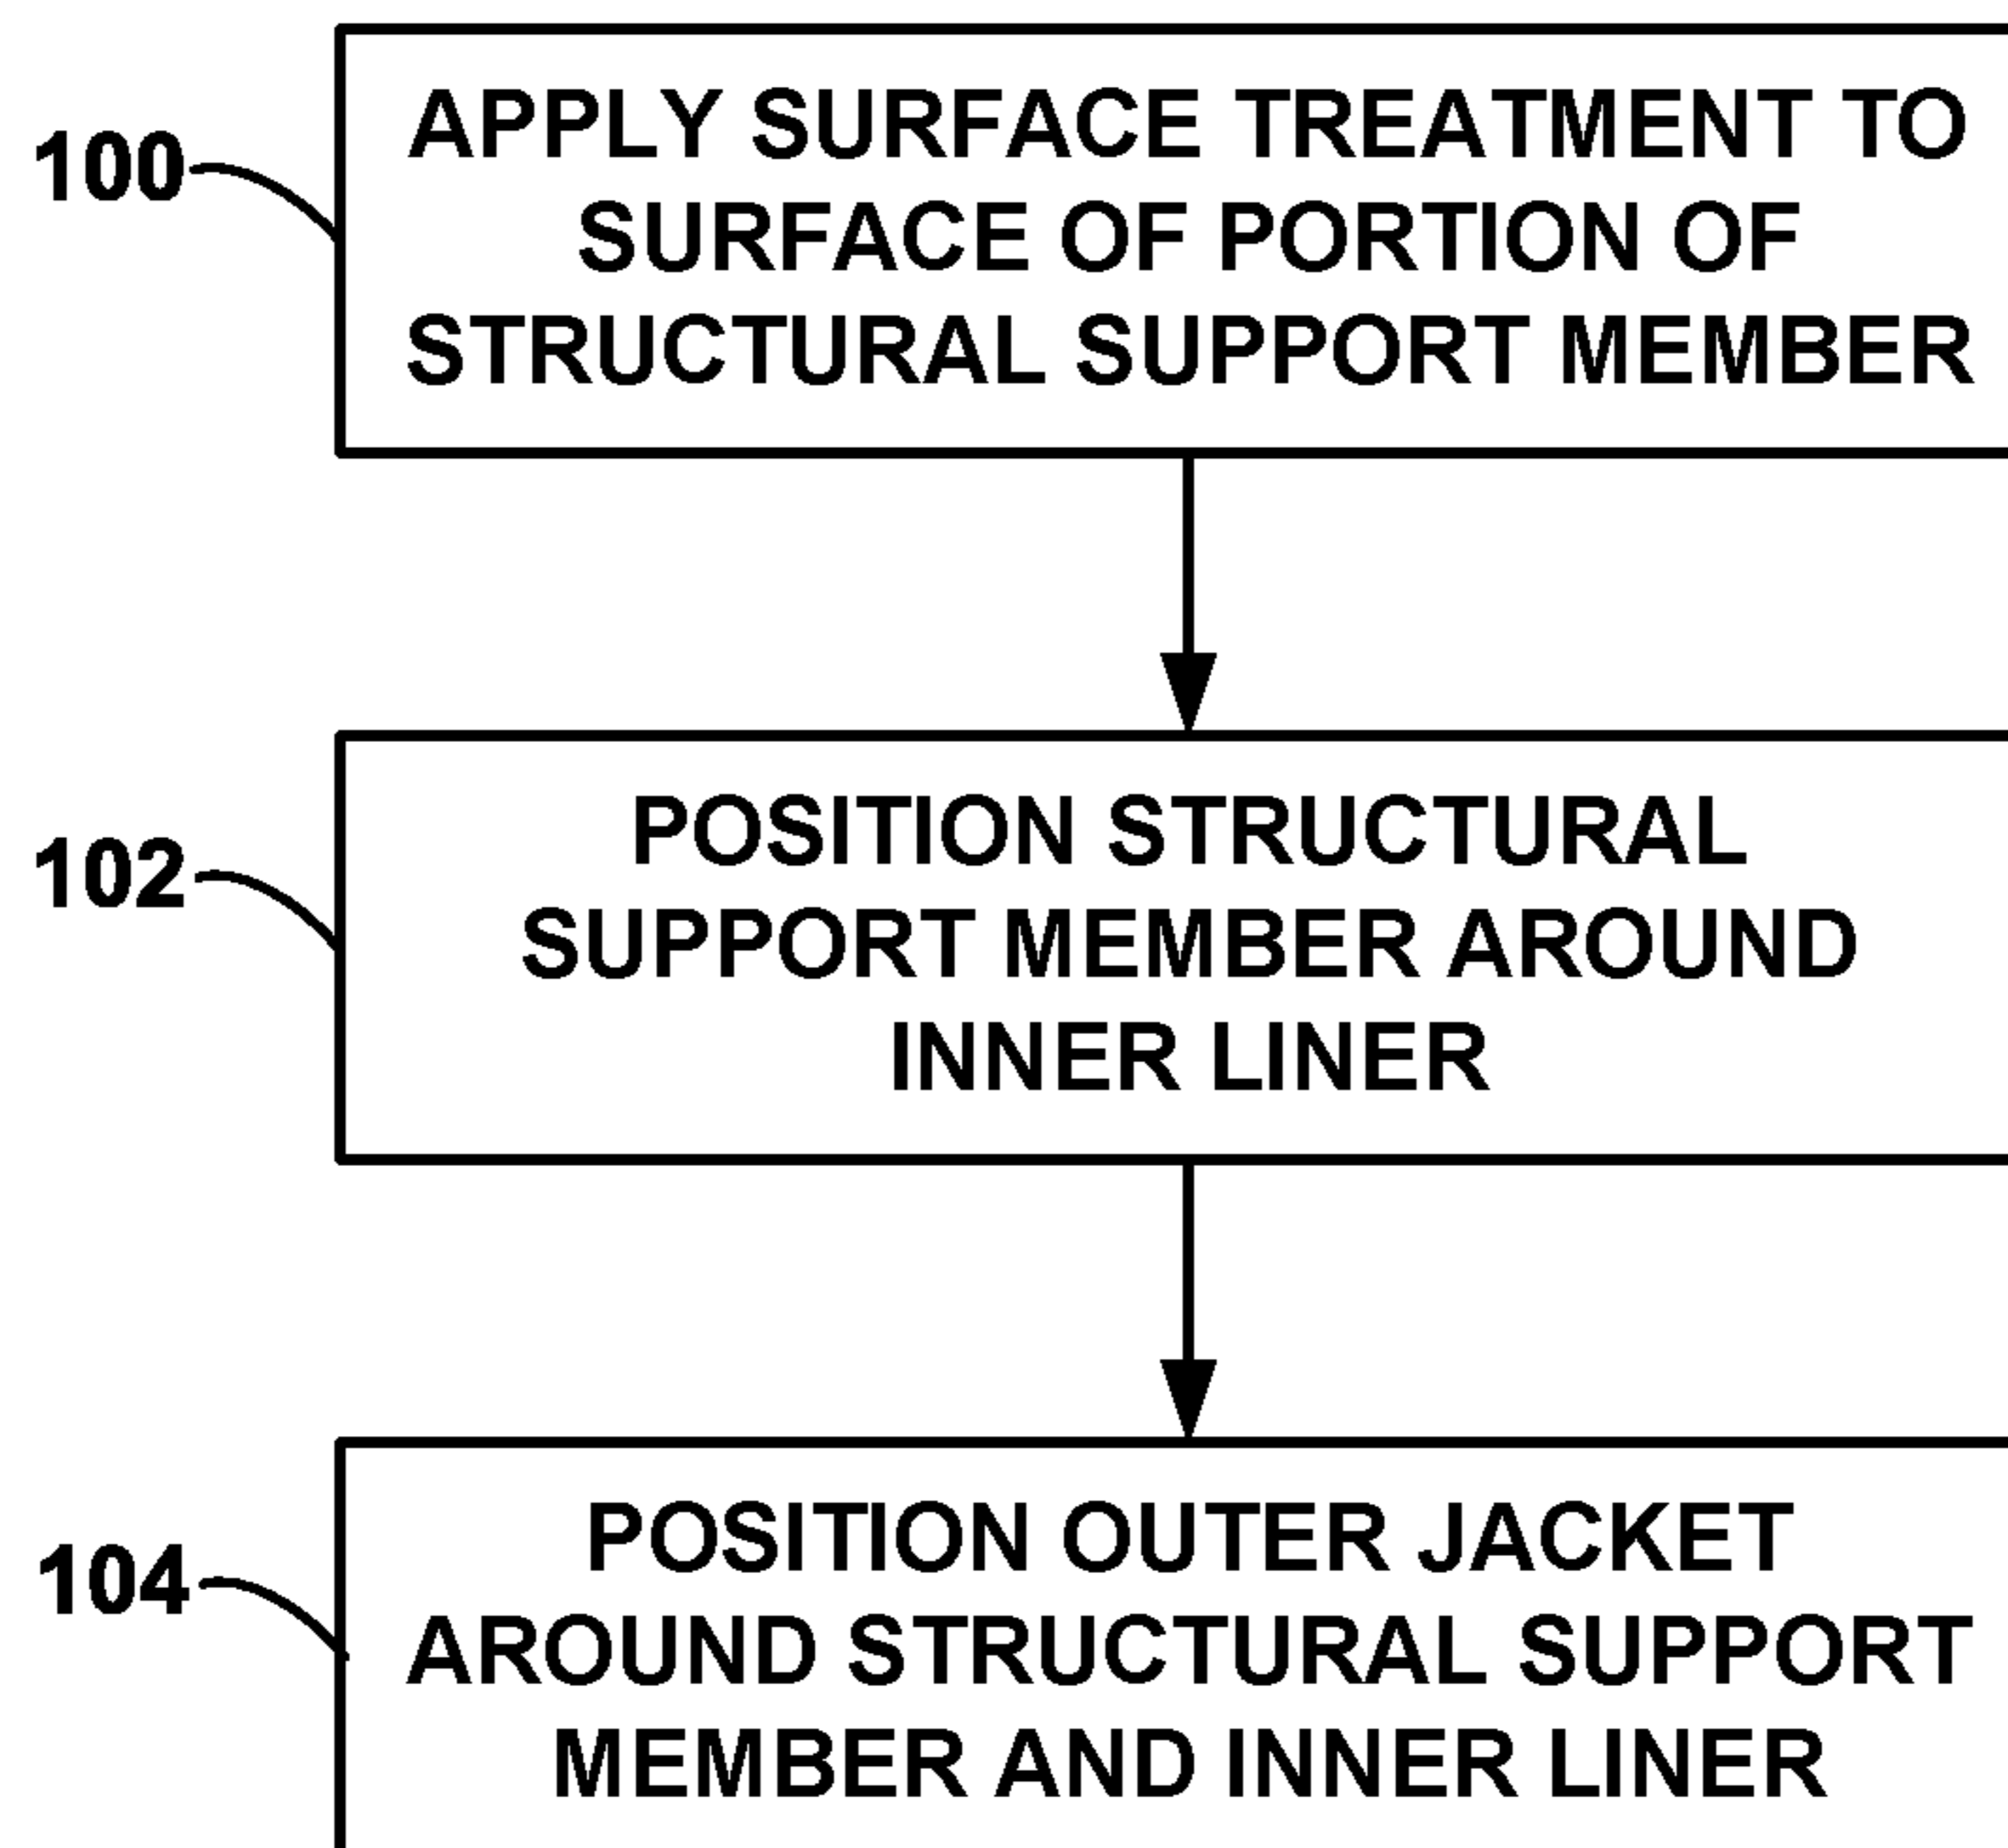 100
APPLY SURFACE TREATMENT TO
SURFACE OF PORTION OF
STRUCTURAL SUPPORT MEMBER
102
POSITION STRUCTURAL
SUPPORT MEMBER AROUND
INNER LINER
104
POSITION OUTER JACKET
AROUND STRUCTURAL SUPPORT
MEMBER AND INNER LINER